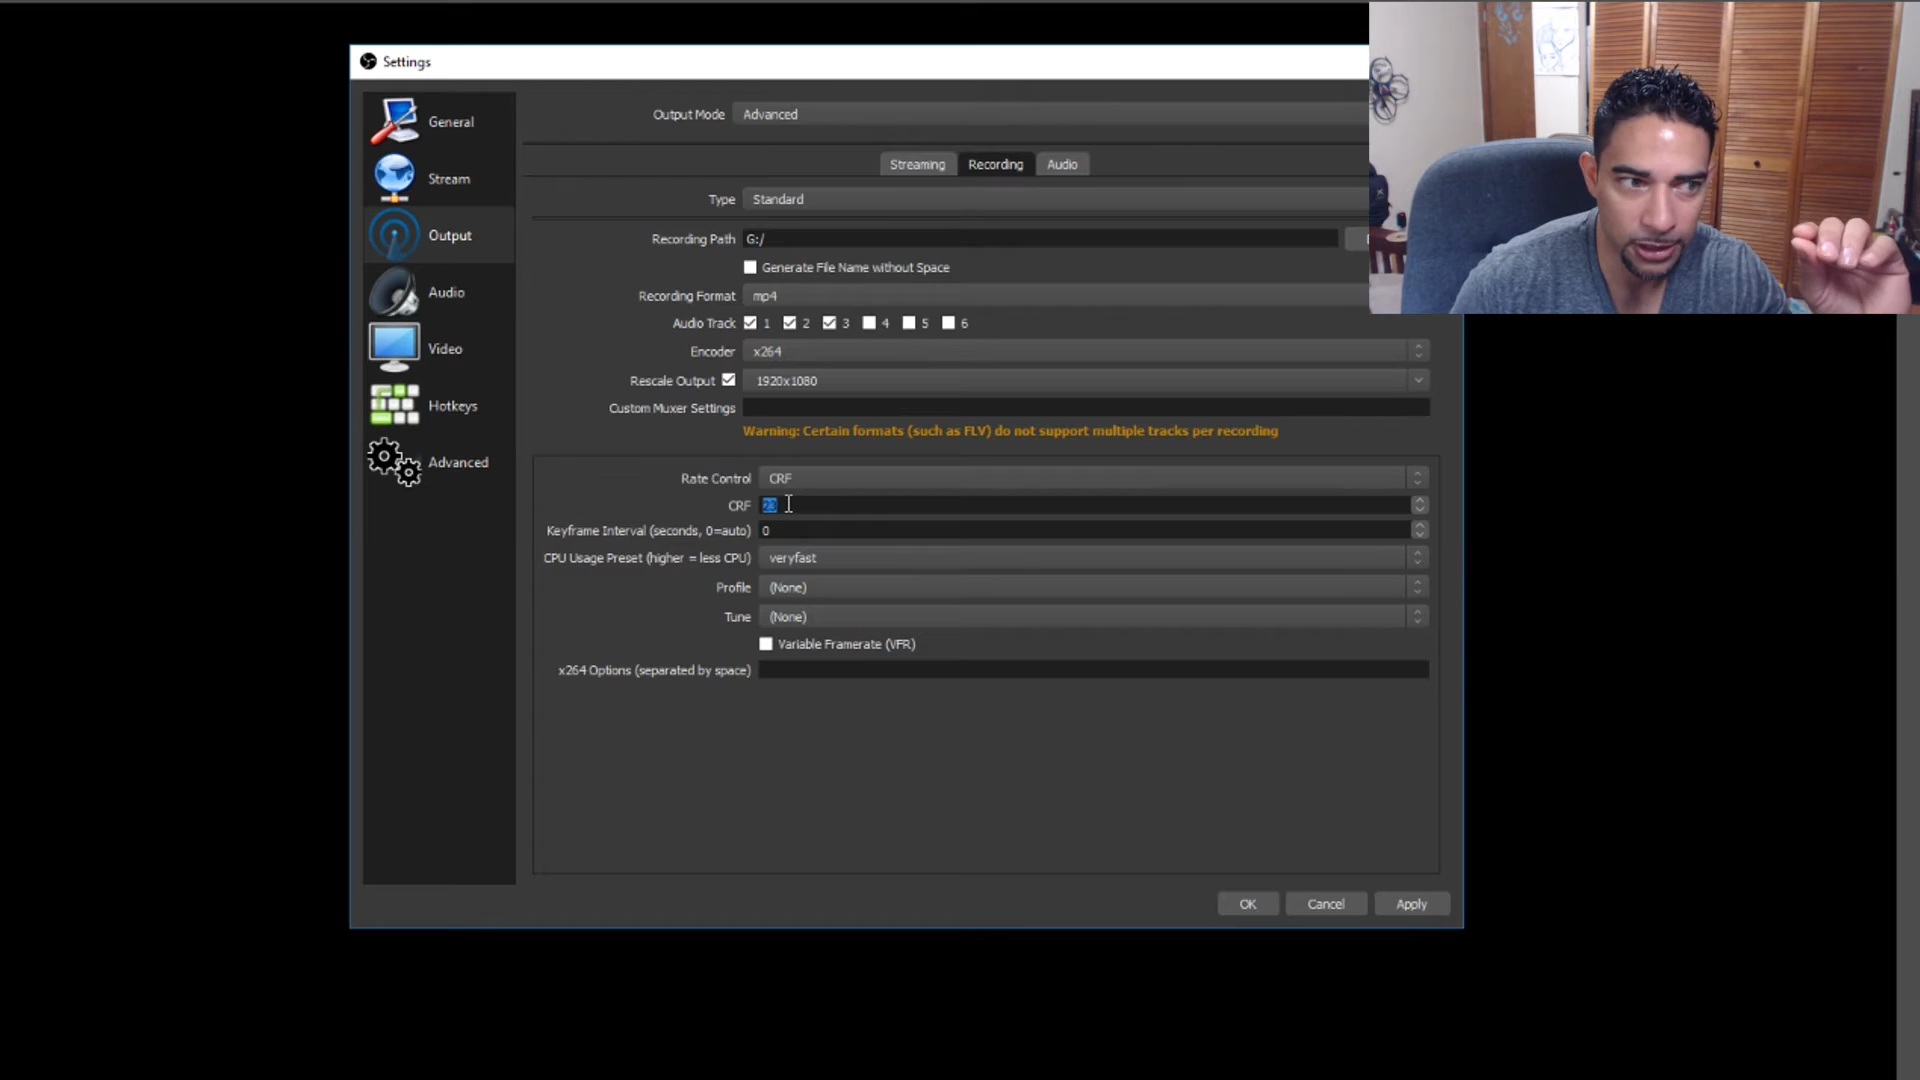 Settings
General
Stream
Output
Audio
Video
Hotkeys
Advanced
Output Mode Advanced
Streaming Recording Audio
Type Standard
Recording Path G:/
Generate File Name without Space
Recording Format mp4
Audio Track 1 2 3 4 5 6
Encoder x264
Rescale Output 1920x1080
Custom Muxer Settings
Warning: Certain formats (such as FLV) do not support multiple tracks per recording
Rate Control CRF
CRF 23
Keyframe Interval (seconds, 0=auto) 0
CPU Usage Preset (higher = less CPU) veryfast
Profile (None)
Tune (None)
Variable Framerate (VFR)
x264 Options (separated by space)
OK Cancel Apply